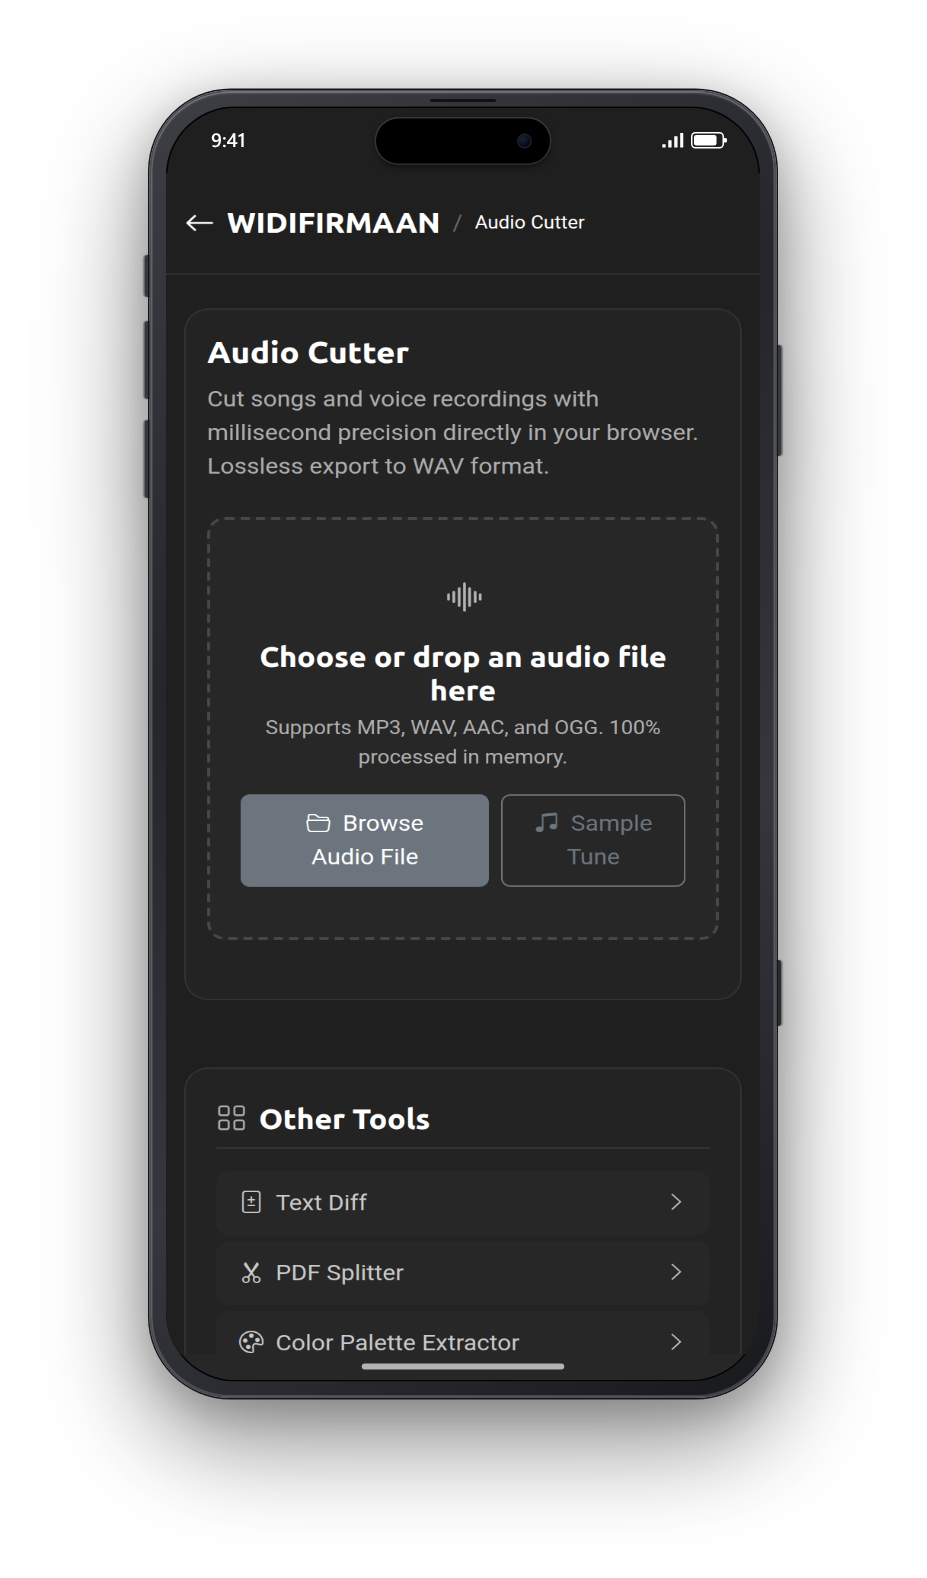 9:41
WIDIFIRMAAN / Audio Cutter
Audio Cutter
Cut songs and voice recordings with
millisecond precision directly in your browser.
Lossless export to WAV format.
Choose or drop an audio file
here
Supports MP3, WAV, AAC, and OGG. 100%
processed in memory.
Browse
Audio File
Sample
Tune
Other Tools
Text Diff
PDF Splitter
Color Palette Extractor